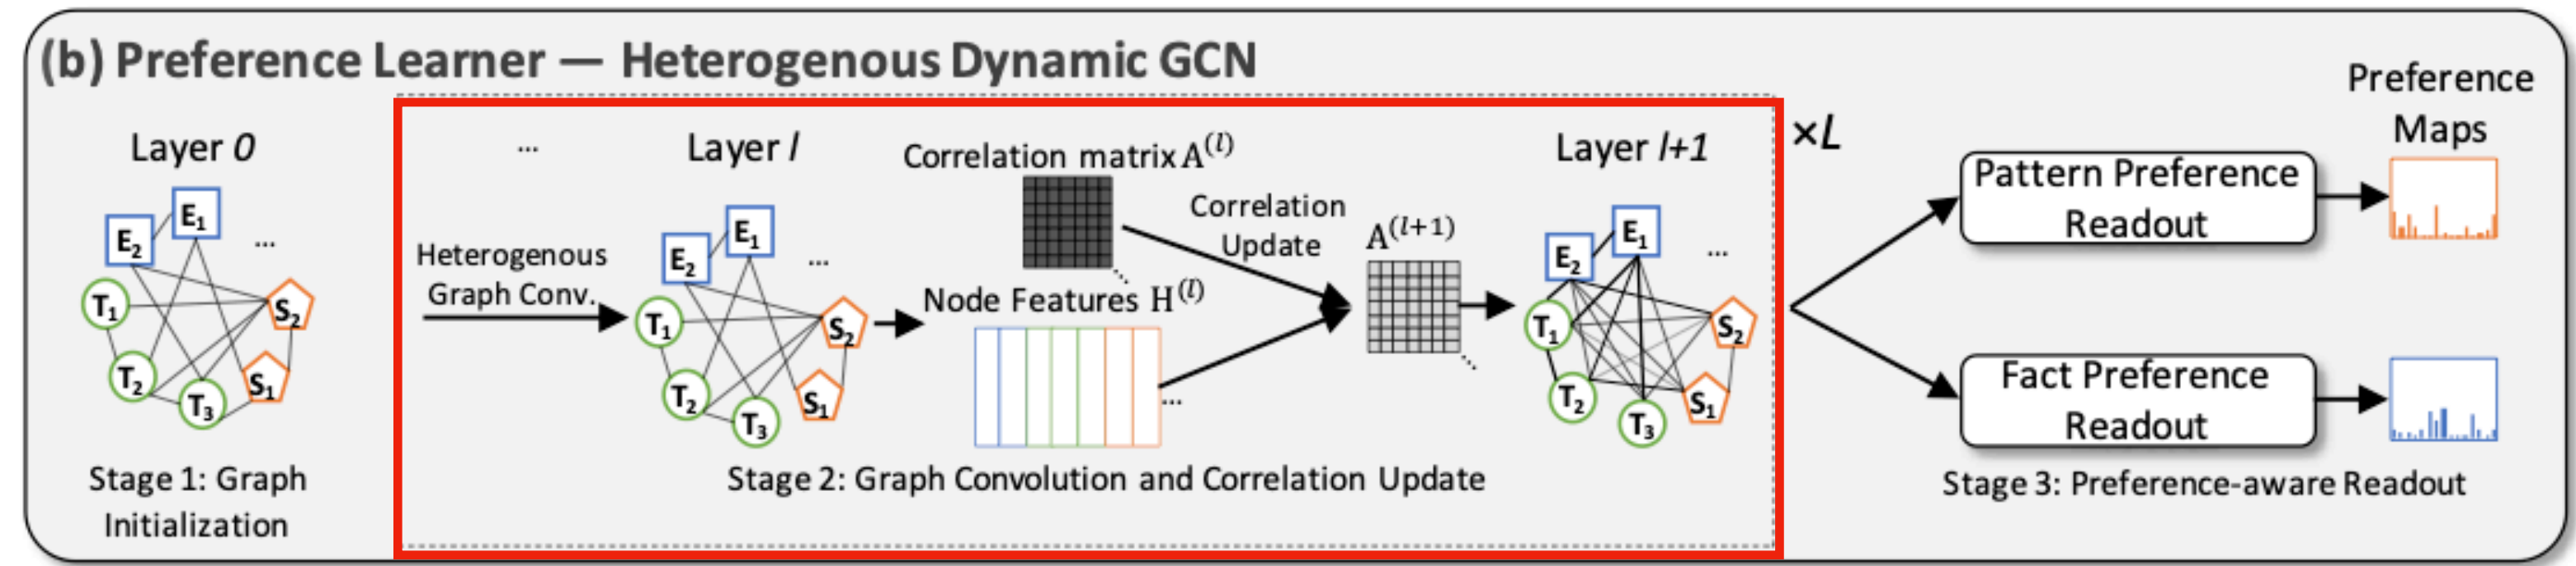 (b) Preference Learner — Heterogenous Dynamic GCN
Layer 0
E1
E2
...
T1
S2
T2
S1
T3
Stage 1: Graph
Initialization
...
Heterogenous
Graph Conv.
Layer l
E1
E2
...
T1
S2
T2
S1
T3
Correlation matrix A(l)
Node Features H(l)
...
Correlation
Update
A(l+1)
Layer l+1
E1
E2
...
T1
S2
T2
S1
T3
Stage 2: Graph Convolution and Correlation Update
×L
Pattern Preference
Readout
Fact Preference
Readout
Preference
Maps
Stage 3: Preference-aware Readout